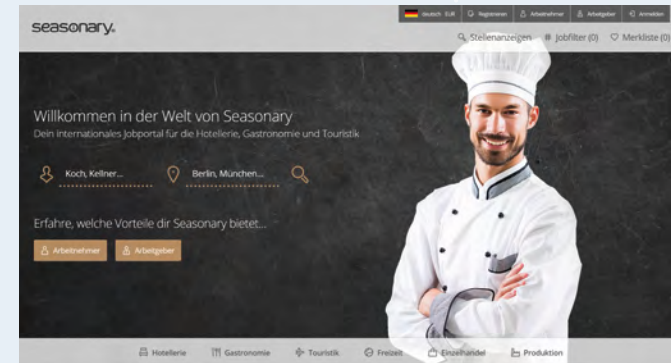 deutsch EUR Registrieren Arbeitnehmer Arbeitgeber Anmelden
seasonary.
Stellenanzeigen Jobfilter (0) Merkliste (0)
Willkommen in der Welt von Seasonary
Dein internationales Jobportal für die Hotellerie, Gastronomie und Touristik
Koch, Kellner... Berlin, München...
Erfahre, welche Vorteile dir Seasonary bietet...
Arbeitnehmer Arbeitgeber
Hotellerie Gastronomie Touristik Freizeit Einzelhandel Produktion